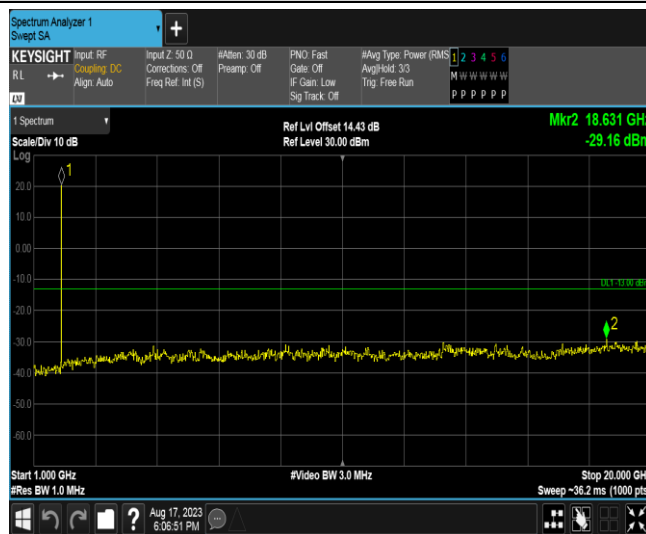 Spectrum Analyzer 1
Swept SA
+
KEYSIGHT Input: RF Input Z: 50 Ω #Atten: 30 dB PNO: Fast #Avg Type: Power (RMS 1 2 3 4 5 6
RL Coupling: DC Corrections: Off Preamp: Off Gate: Off Avg|Hold: 3/3 M W W W W W
Align: Auto Freq Ref: Int (S) IF Gain: Low Trig: Free Run
Sig Track: Off P P P P P P
LXI
1 Spectrum Ref Lvl Offset 14.43 dB Mkr2 18.631 GHz
Scale/Div 10 dB Ref Level 30.00 dBm -29.16 dBm
Log
1
20.0
10.0
0.00
-10.0
DL1 -13.00 dBm
-20.0
2
-30.0
-40.0
-50.0
-60.0
Start 1.000 GHz #Video BW 3.0 MHz Stop 20.000 GHz
#Res BW 1.0 MHz Sweep ~36.2 ms (1000 pts
? Aug 17, 2023
6:06:51 PM